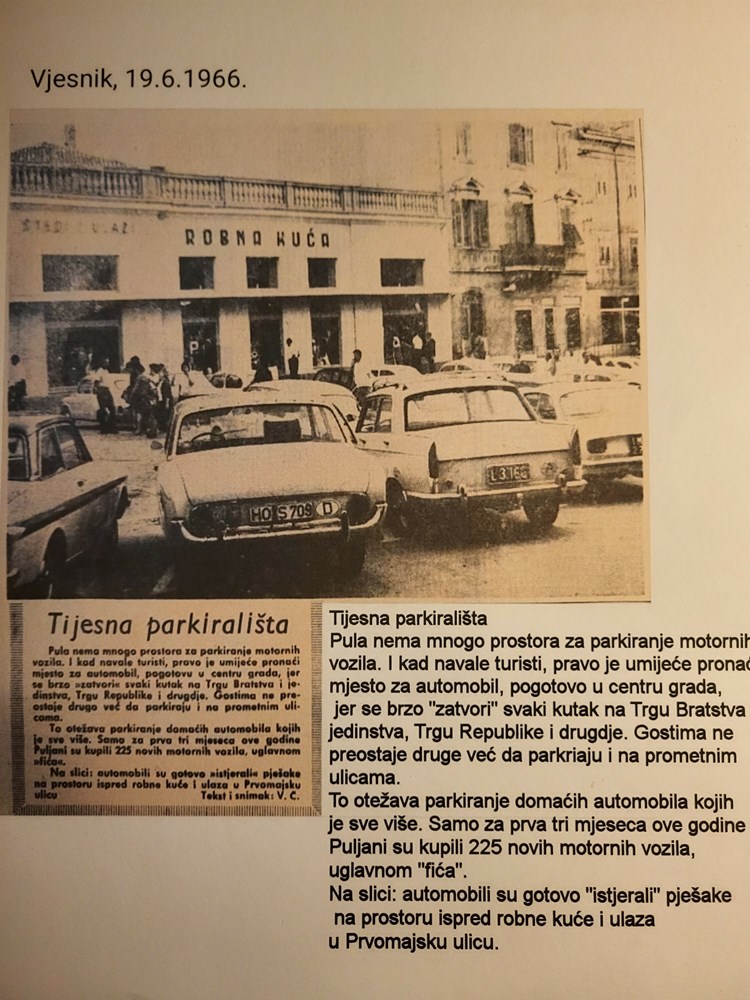 Vjesnik, 19.6.1966.
ROBNA KUĆA
HO S 709 D
Tijesna parkirališta
Pula nema mnogo prostora za parkiranje motornih
vozila. I kad navale turisti, pravo je umijeće pronaći
mjesto za automobil, pogotovu u centru grada, jer
se brzo »zatvori« svaki kutak na Trgu Bratstva i je-
dinstva, Trgu Republike i drugdje. Gostima ne pre-
ostaje drugo već da parkiraju i na prometnim uli-
cama.
To otežava parkiranje domaćih automobila kojih
je sve više. Samo za prva tri mjeseca ove godine
Puljani su kupili 225 novih motornih vozila, uglavnom
»fića«.
Na slici: automobili su gotovo »istjerali« pješake
na prostoru ispred robne kuće i ulaza u Prvomajsku
ulicu Tekst i snimak: V. C.
Tijesna parkirališta
Pula nema mnogo prostora za parkiranje motornih
vozila. I kad navale turisti, pravo je umijeće pronać
mjesto za automobil, pogotovo u centru grada,
jer se brzo "zatvori" svaki kutak na Trgu Bratstva
jedinstva, Trgu Republike i drugdje. Gostima ne
preostaje druge već da parkriaju i na prometnim
ulicama.
To otežava parkiranje domaćih automobila kojih
je sve više. Samo za prva tri mjeseca ove godine
Puljani su kupili 225 novih motornih vozila,
uglavnom "fića".
Na slici: automobili su gotovo "istjerali" pješake
na prostoru ispred robne kuće i ulaza
u Prvomajsku ulicu.